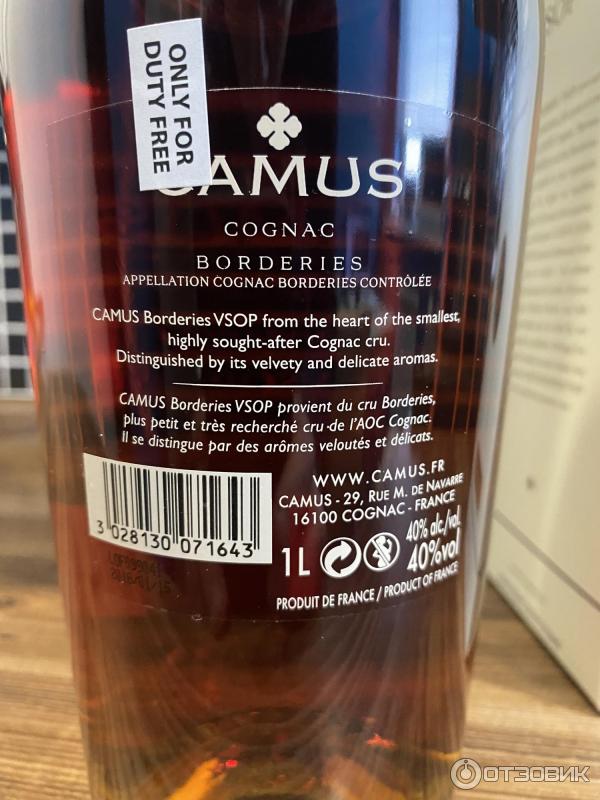 ONLY FOR
DUTY FREE
CAMUS
COGNAC
BORDERIES
APPELLATION COGNAC BORDERIES CONTRÔLÉE
CAMUS Borderies VSOP from the heart of the smallest,
highly sought-after Cognac cru.
Distinguished by its velvety and delicate aromas.
CAMUS Borderies VSOP provient du cru Borderies,
plus petit et très recherché cru de l'AOC Cognac.
Il se distingue par des arômes veloutés et délicats.
WWW.CAMUS.FR
CAMUS - 29, RUE M. DE NAVARRE
16100 COGNAC - FRANCE
3 028130 071643
1L
40% alc./vol.
40%vol
PRODUIT DE FRANCE / PRODUCT OF FRANCE
ОТЗОВИК